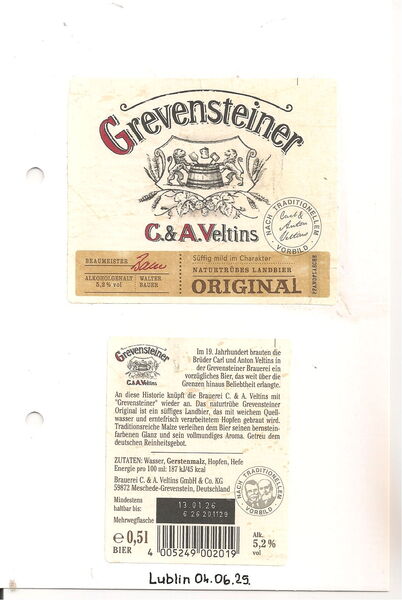 Grevensteiner
C.&A.Veltins
NACH TRADITIONELLEM
Carl &
Anton
Veltins
VORBILD
BRAUMEISTER
Bauer
ALKOHOLGEHALT
5,2% vol
WALTER
BAUER
Süffig mild im Charakter
NATURTRÜBES LANDBIER
ORIGINAL
PFANDFLASCHE
Grevensteiner
C.&A.Veltins
Im 19. Jahrhundert brauten die
Brüder Carl und Anton Veltins in
der Grevensteiner Brauerei ein
vorzügliches Bier, das weit über die
Grenzen hinaus Beliebtheit erlangte.
An diese Historie knüpft die Brauerei C. & A. Veltins mit
"Grevensteiner" wieder an. Das naturtrübe Grevensteiner
Original ist ein süffiges Landbier, das mit weichem Quell-
wasser und erntefrisch verarbeitetem Hopfen gebraut wird.
Traditionsreiche Malze verleihen dem Bier seinen bernstein-
farbenen Glanz und sein vollmundiges Aroma. Getreu dem
deutschen Reinheitsgebot.
ZUTATEN: Wasser, Gerstenmalz, Hopfen, Hefe
Energie pro 100 ml: 187 kJ/45 kcal
Brauerei C. & A. Veltins GmbH & Co. KG
59872 Meschede-Grevenstein, Deutschland
Mindestens
haltbar bis:
Mehrwegflasche
13.01.26
6 26 201129
NACH TRADITIONELLEM
VORBILD
e 0,5l
BIER
4 005249 002019
Alk.
5,2%
vol
Lublin 04.06.25.